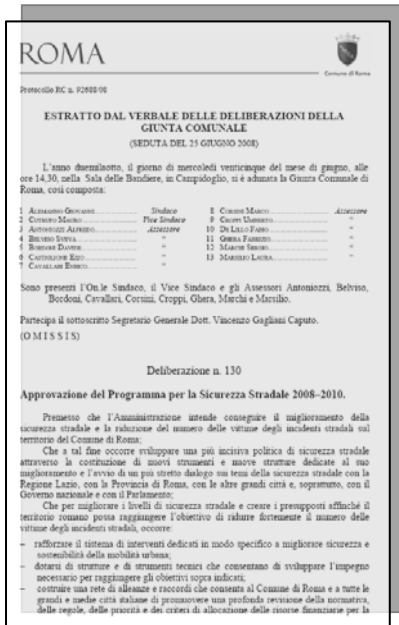 ROMA
Comune di Roma
Protocollo RC n. 92688/08
ESTRATTO DAL VERBALE DELLE DELIBERAZIONI DELLA
GIUNTA COMUNALE
(SEDUTA DEL 25 GIUGNO 2008)
L'anno duemilaotto, il giorno di mercoledì venticinque del mese di giugno, alle
ore 14,30, nella Sala delle Bandiere, in Campidoglio, si è adunata la Giunta Comunale di
Roma, così composta:
1 ALEMANNO GIOVANNI Sindaco
2 CUTRUFO MAURO Vice Sindaco
3 ANTONIOZZI ALFREDO Assessore
4 BELVISO SVEVA "
5 BORDONI DAVIDE "
6 CASTIGLIONE EZIO "
7 CAVALLARI ENRICO "
8 CORSINI MARCO Assessore
9 CROPPI UMBERTO "
10 DE LILLO FABIO "
11 GHERA FABRIZIO "
12 MARCHI SERGIO "
13 MARSILIO LAURA "
Sono presenti l'On.le Sindaco, il Vice Sindaco e gli Assessori Antoniozzi, Belviso,
Bordoni, Cavallari, Corsini, Croppi, Ghera, Marchi e Marsilio.
Partecipa il sottoscritto Segretario Generale Dott. Vincenzo Gagliani Caputo.
(O M I S S I S)
Deliberazione n. 130
Approvazione del Programma per la Sicurezza Stradale 2008–2010.
Premesso che l'Amministrazione intende conseguire il miglioramento della
sicurezza stradale e la riduzione del numero delle vittime degli incidenti stradali sul
territorio del Comune di Roma;
Che a tal fine occorre sviluppare una più incisiva politica di sicurezza stradale
attraverso la costituzione di nuovi strumenti e nuove strutture dedicate al suo
miglioramento e l'avvio di un più stretto dialogo sui temi della sicurezza stradale con la
Regione Lazio, con la Provincia di Roma, con le altre grandi città e, soprattutto, con il
Governo nazionale e con il Parlamento;
Che per migliorare i livelli di sicurezza stradale e creare i presupposti affinché il
territorio romano possa raggiungere l'obiettivo di ridurre fortemente il numero delle
vittime degli incidenti stradali, occorre:
– rafforzare il sistema di interventi dedicati in modo specifico a migliorare sicurezza e
sostenibilità della mobilità urbana;
– dotarsi di strutture e di strumenti tecnici che consentano di sviluppare l'impegno
necessario per raggiungere gli obiettivi sopra indicati;
– costruire una rete di alleanze e raccordi che consenta al Comune di Roma e a tutte le
grandi e medie città italiane di promuovere una profonda revisione della normativa,
delle regole, delle priorità e dei criteri di allocazione delle risorse finanziarie per la